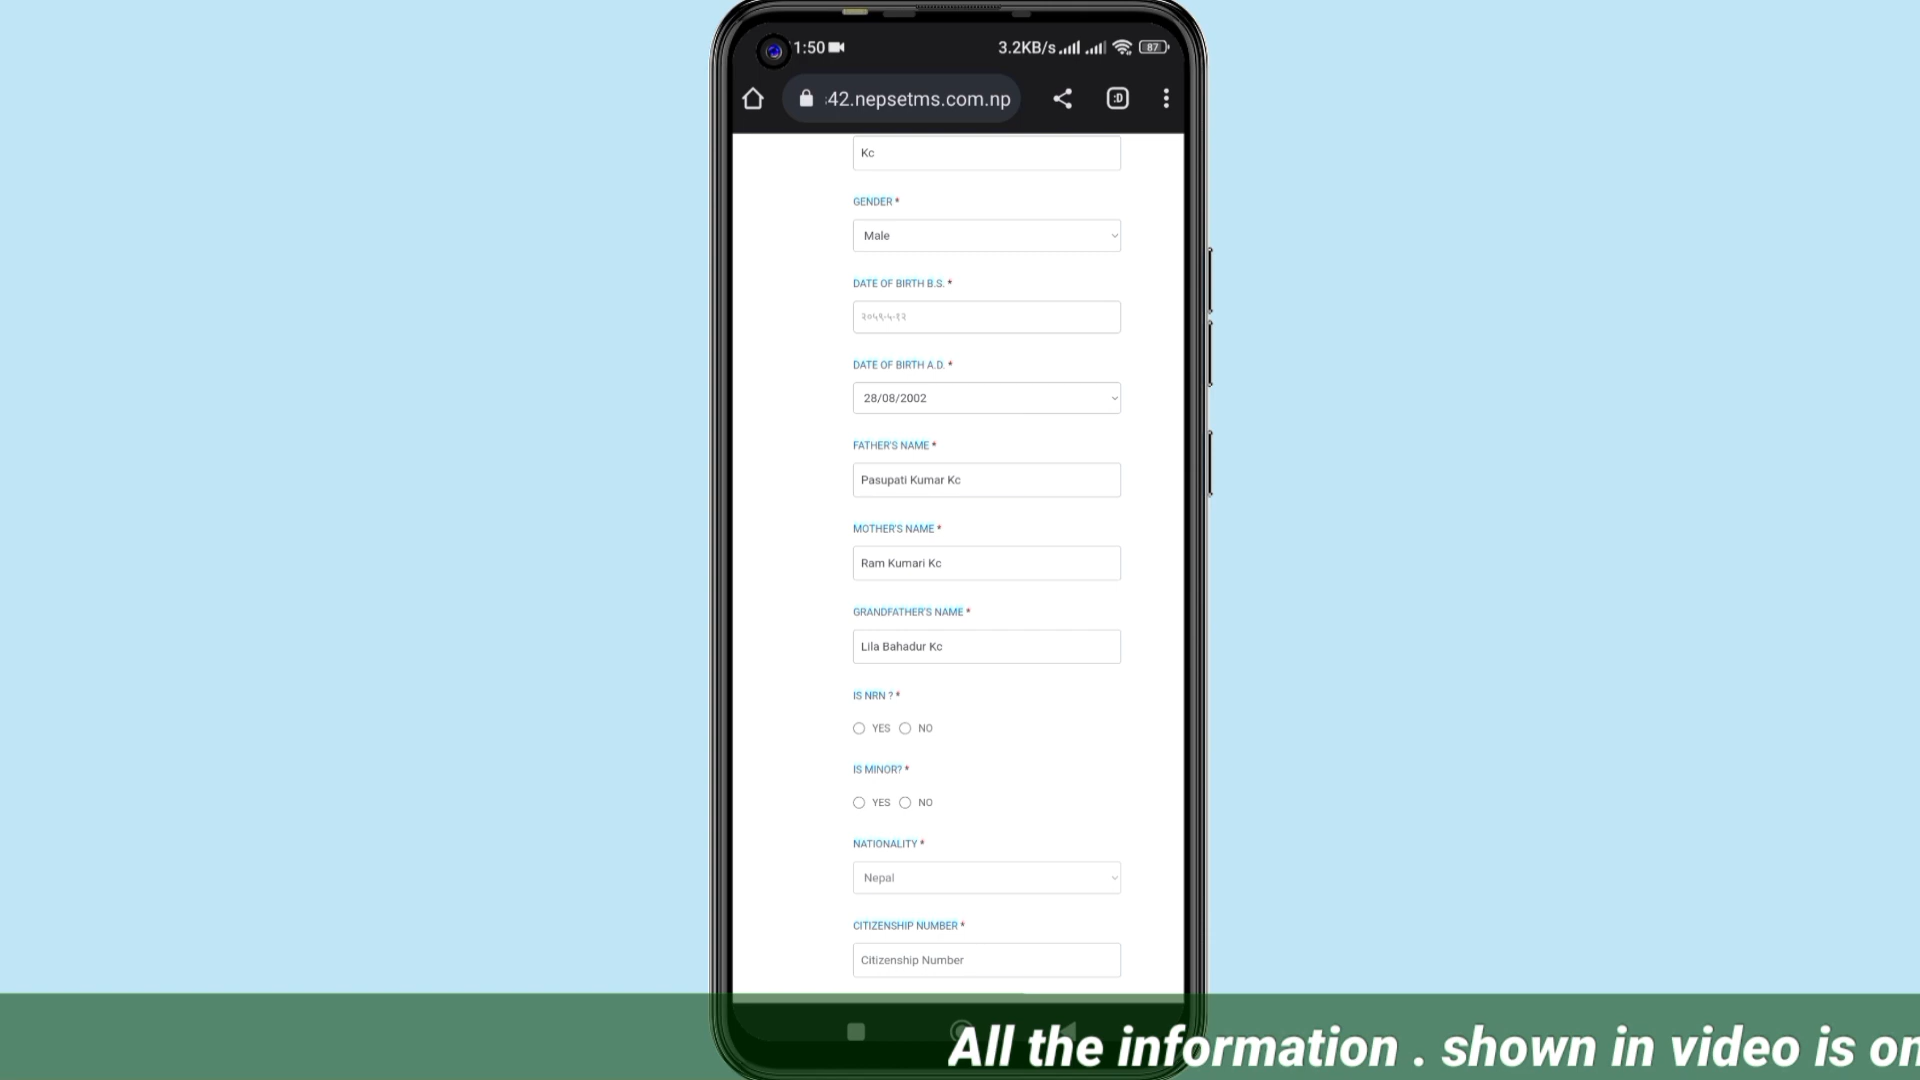 1:50
3.2KB/s
87
42.nepsetms.com.np
:D
Kc
GENDER *
Male
DATE OF BIRTH B.S. *
२०५९-५-१२
DATE OF BIRTH A.D. *
28/08/2002
FATHER'S NAME *
Pasupati Kumar Kc
MOTHER'S NAME *
Ram Kumari Kc
GRANDFATHER'S NAME *
Lila Bahadur Kc
IS NRN ? *
YES NO
IS MINOR? *
YES NO
NATIONALITY *
Nepal
CITIZENSHIP NUMBER *
Citizenship Number
All the information . shown in video is on